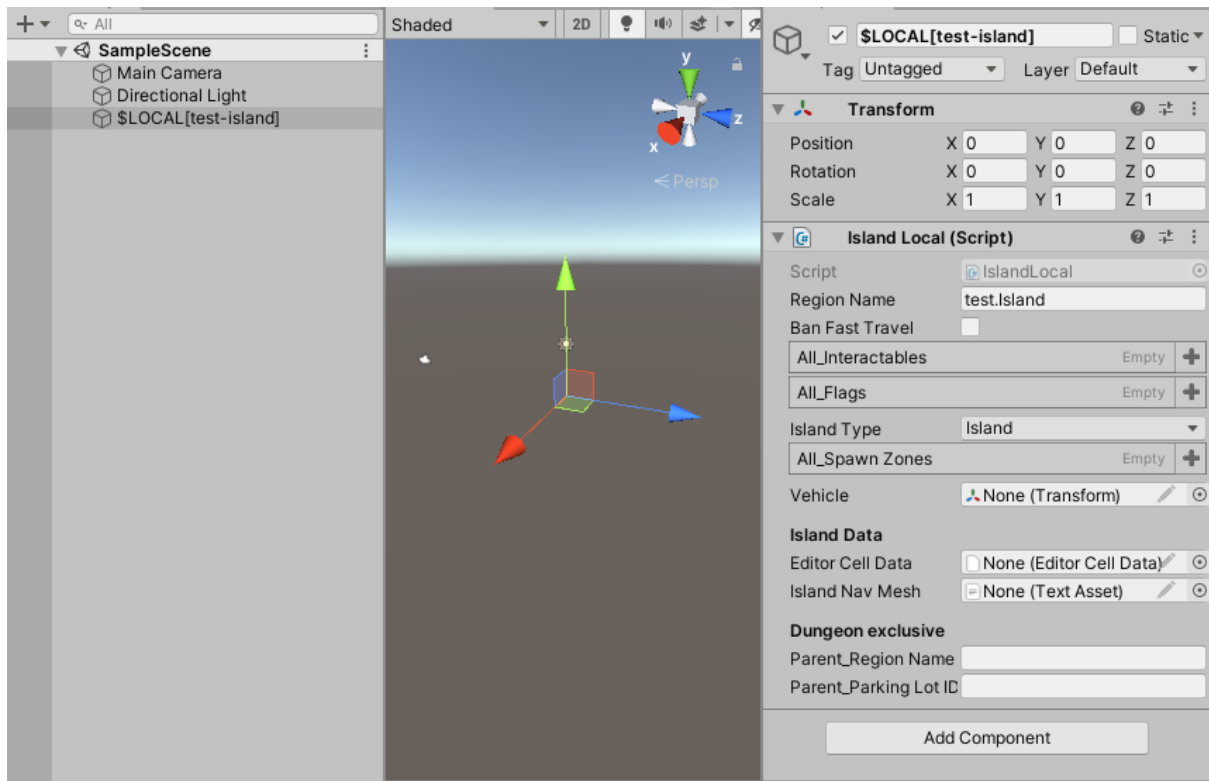 All
SampleScene
Main Camera
Directional Light
$LOCAL[test-island]
Shaded
2D
y
z
x
Persp
$LOCAL[test-island]
Static
Tag Untagged Layer Default
Transform
Position X 0 Y 0 Z 0
Rotation X 0 Y 0 Z 0
Scale X 1 Y 1 Z 1
Island Local (Script)
Script IslandLocal
Region Name test.Island
Ban Fast Travel
All_Interactables Empty
All_Flags Empty
Island Type Island
All_Spawn Zones Empty
Vehicle None (Transform)
Island Data
Editor Cell Data None (Editor Cell Data)
Island Nav Mesh None (Text Asset)
Dungeon exclusive
Parent_Region Name
Parent_Parking Lot ID
Add Component